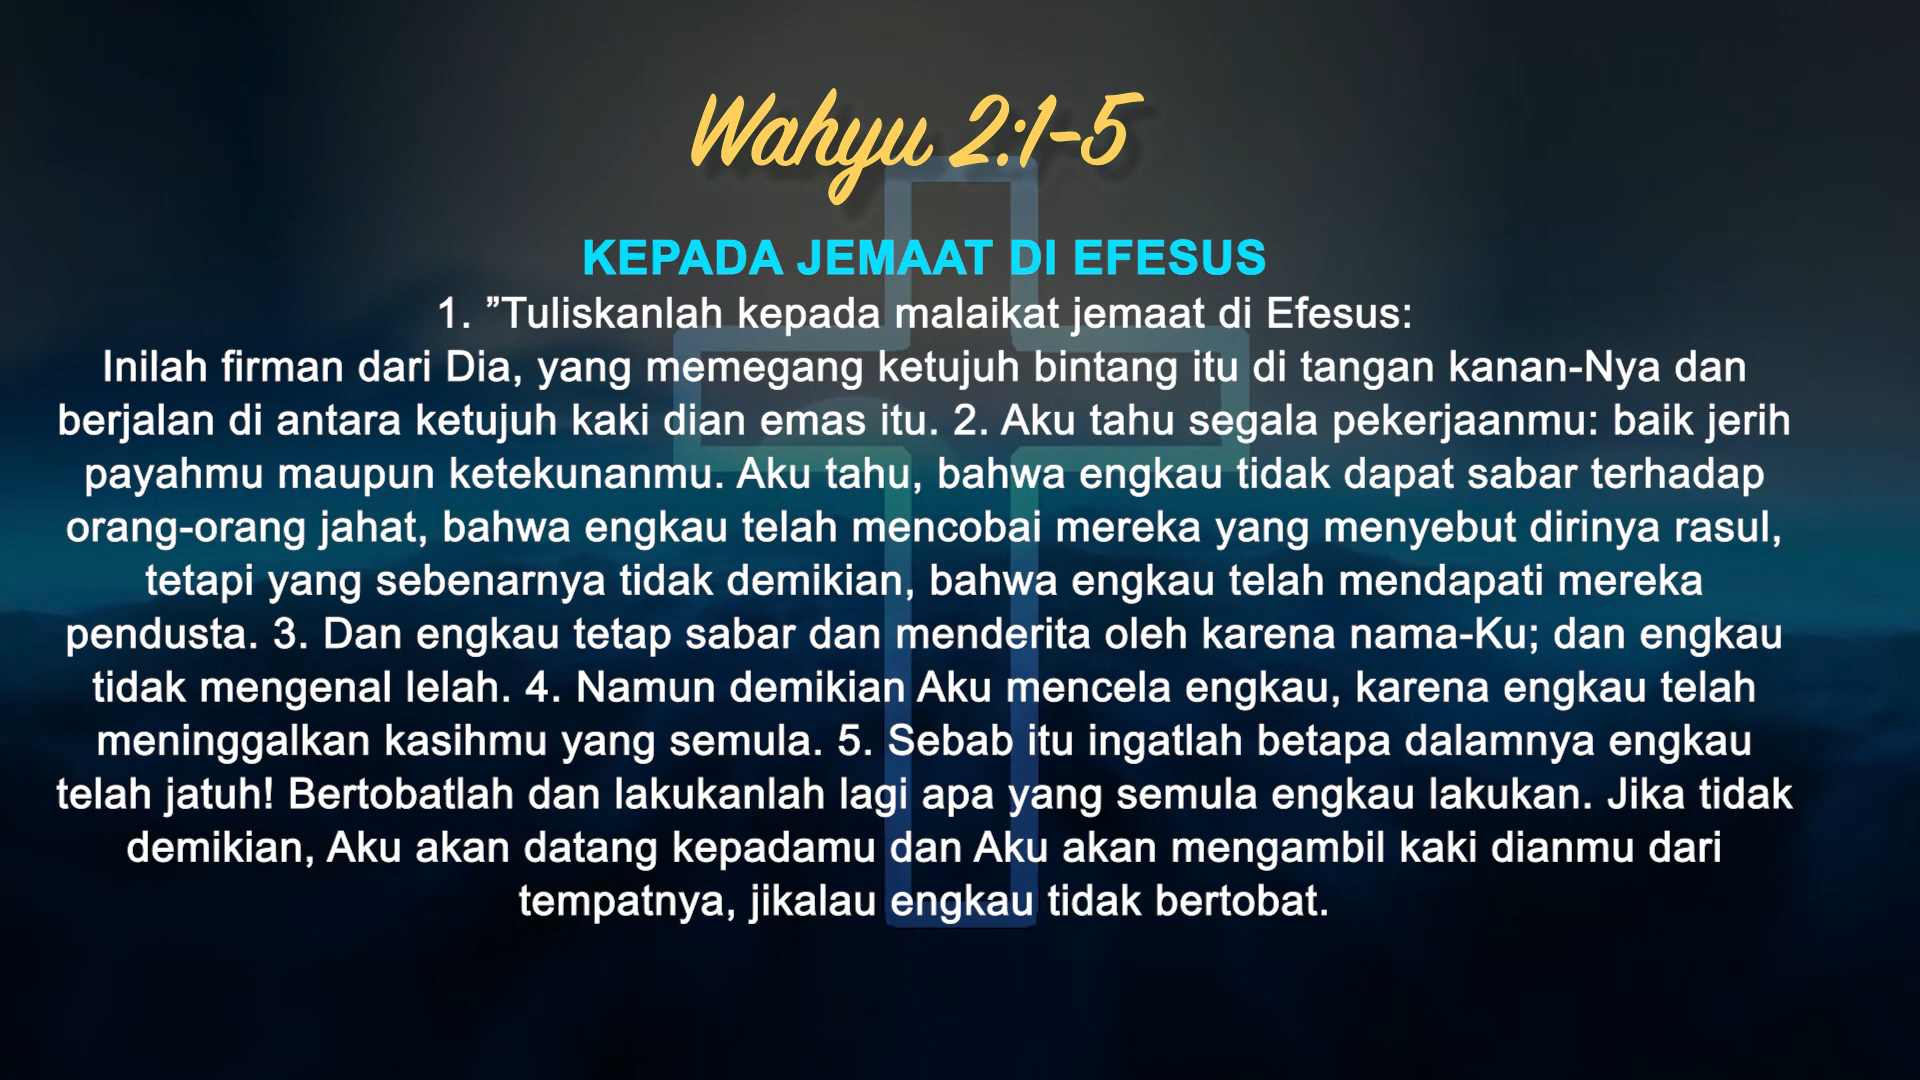 Wahyu 2:1-5
KEPADA JEMAAT DI EFESUS
1. ”Tuliskanlah kepada malaikat jemaat di Efesus:
Inilah firman dari Dia, yang memegang ketujuh bintang itu di tangan kanan-Nya dan
berjalan di antara ketujuh kaki dian emas itu. 2. Aku tahu segala pekerjaanmu: baik jerih
payahmu maupun ketekunanmu. Aku tahu, bahwa engkau tidak dapat sabar terhadap
orang-orang jahat, bahwa engkau telah mencobai mereka yang menyebut dirinya rasul,
tetapi yang sebenarnya tidak demikian, bahwa engkau telah mendapati mereka
pendusta. 3. Dan engkau tetap sabar dan menderita oleh karena nama-Ku; dan engkau
tidak mengenal lelah. 4. Namun demikian Aku mencela engkau, karena engkau telah
meninggalkan kasihmu yang semula. 5. Sebab itu ingatlah betapa dalamnya engkau
telah jatuh! Bertobatlah dan lakukanlah lagi apa yang semula engkau lakukan. Jika tidak
demikian, Aku akan datang kepadamu dan Aku akan mengambil kaki dianmu dari
tempatnya, jikalau engkau tidak bertobat.